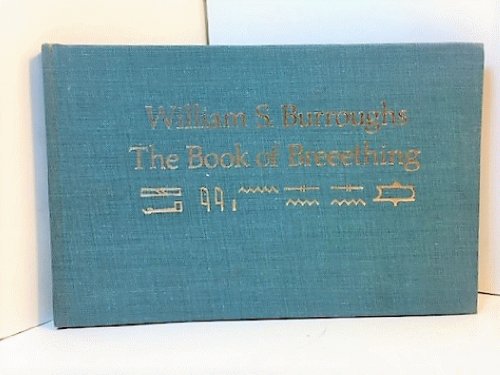 William S. Burroughs
The Book of Breeething